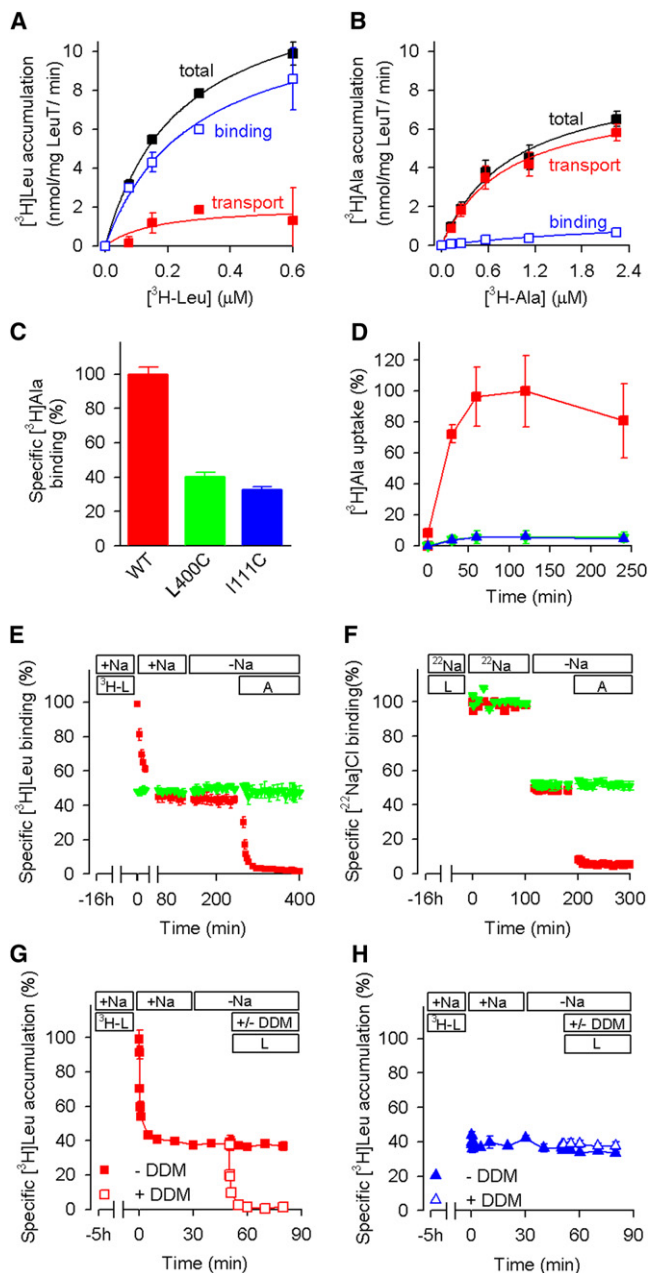 A
[³H]Leu accumulation
(nmol/mg LeuT/ min)
10
8
6
4
2
0
total
binding
transport
0.0 0.2 0.4 0.6
[³H-Leu] (μM)
B
[³H]Ala accumulation
(nmol/mg LeuT/ min)
10
8
6
4
2
0
total
transport
binding
0.0 0.6 1.2 1.8 2.4
[³H-Ala] (μM)
C
Specific [³H]Ala
binding (%)
100
80
60
40
20
0
WT
L400C
I111C
D
[³H]Ala uptake (%)
120
100
80
60
40
20
0
0 50 100 150 200 250
Time (min)
E
Specific [³H]Leu binding (%)
+Na +Na -Na
³H-L A
100
80
60
40
20
0
-16h 0 80 200 400
Time (min)
F
Specific [²²Na]Cl binding(%)
²²Na ²²Na -Na
L A
100
80
60
40
20
0
-16h 0 100 200 300
Time (min)
G
Specific [³H]Leu accumulation (%)
+Na +Na -Na
³H-L +/- DDM
L
100
80
60
40
20
0
- DDM
+ DDM
-5h 0 30 60 90
Time (min)
H
Specific [³H]Leu accumulation (%)
+Na +Na -Na
³H-L +/- DDM
L
100
80
60
40
20
0
- DDM
+ DDM
-5h 0 30 60 90
Time (min)